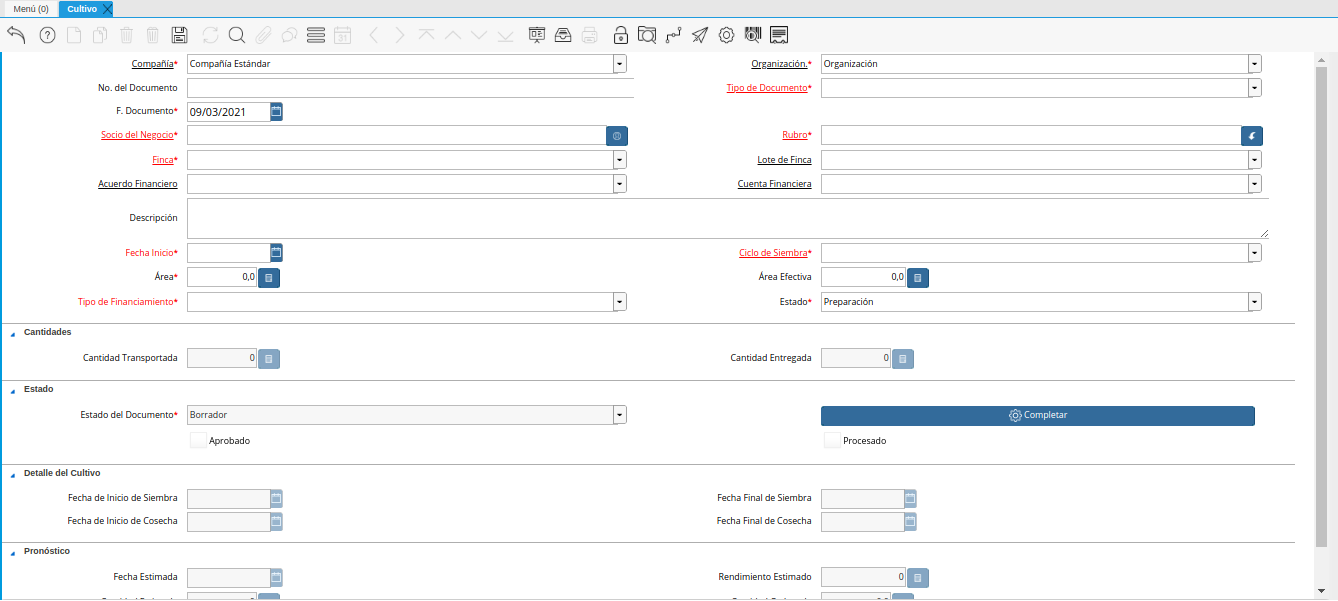 Menú (0) Cultivo
Compañía* Compañía Estándar Organización.* Organización
No. del Documento Tipo de Documento*
F. Documento* 09/03/2021
Socio del Negocio* Rubro*
Finca* Lote de Finca
Acuerdo Financiero Cuenta Financiera
Descripción
Fecha Inicio* Ciclo de Siembra*
Área* 0,0 Área Efectiva 0,0
Tipo de Financiamiento* Estado* Preparación
Cantidades
Cantidad Transportada 0 Cantidad Entregada 0
Estado
Estado del Documento* Borrador Completar
Aprobado Procesado
Detalle del Cultivo
Fecha de Inicio de Siembra Fecha Final de Siembra
Fecha de Inicio de Cosecha Fecha Final de Cosecha
Pronóstico
Fecha Estimada Rendimiento Estimado 0